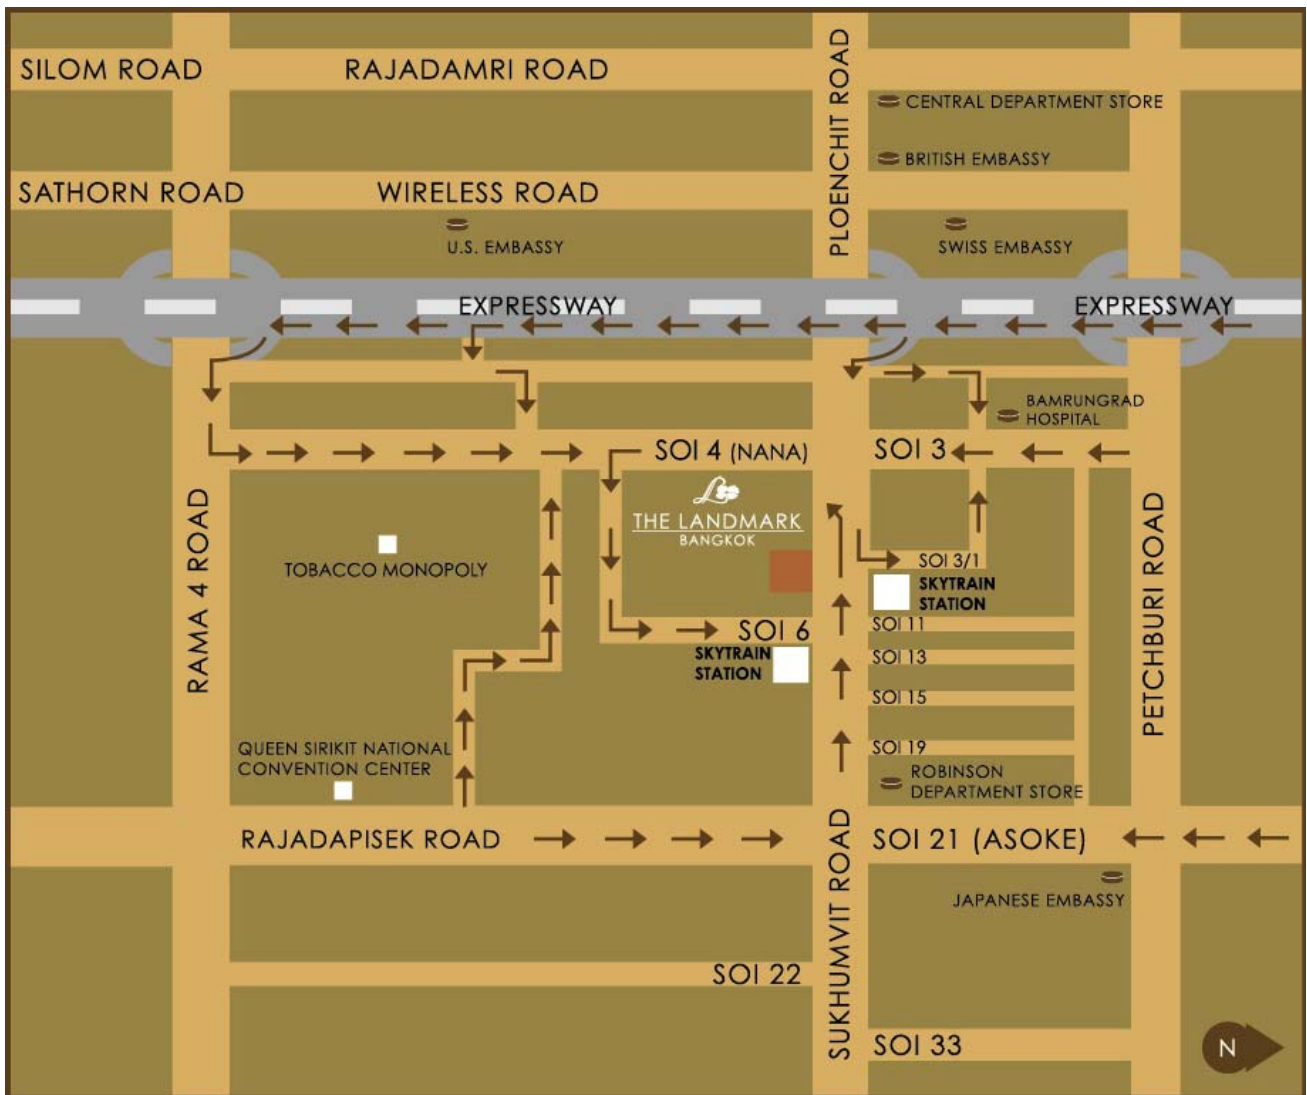 SILOM ROAD
RAJADAMRI ROAD
PLOENCHIT ROAD
CENTRAL DEPARTMENT STORE
BRITISH EMBASSY
SATHORN ROAD
WIRELESS ROAD
U.S. EMBASSY
SWISS EMBASSY
EXPRESSWAY
EXPRESSWAY
BAMRUNGRAD
HOSPITAL
SOI 4 (NANA)
SOI 3
THE LANDMARK
BANGKOK
RAMA 4 ROAD
TOBACCO MONOPOLY
SOI 3/1
SKYTRAIN
STATION
PETCHBURI ROAD
SOI 6
SOI 11
SKYTRAIN
STATION
SOI 13
SOI 15
QUEEN SIRIKIT NATIONAL
CONVENTION CENTER
SOI 19
ROBINSON
DEPARTMENT STORE
RAJADAPISEK ROAD
SUKHUMVIT ROAD
SOI 21 (ASOKE)
JAPANESE EMBASSY
SOI 22
SOI 33
N